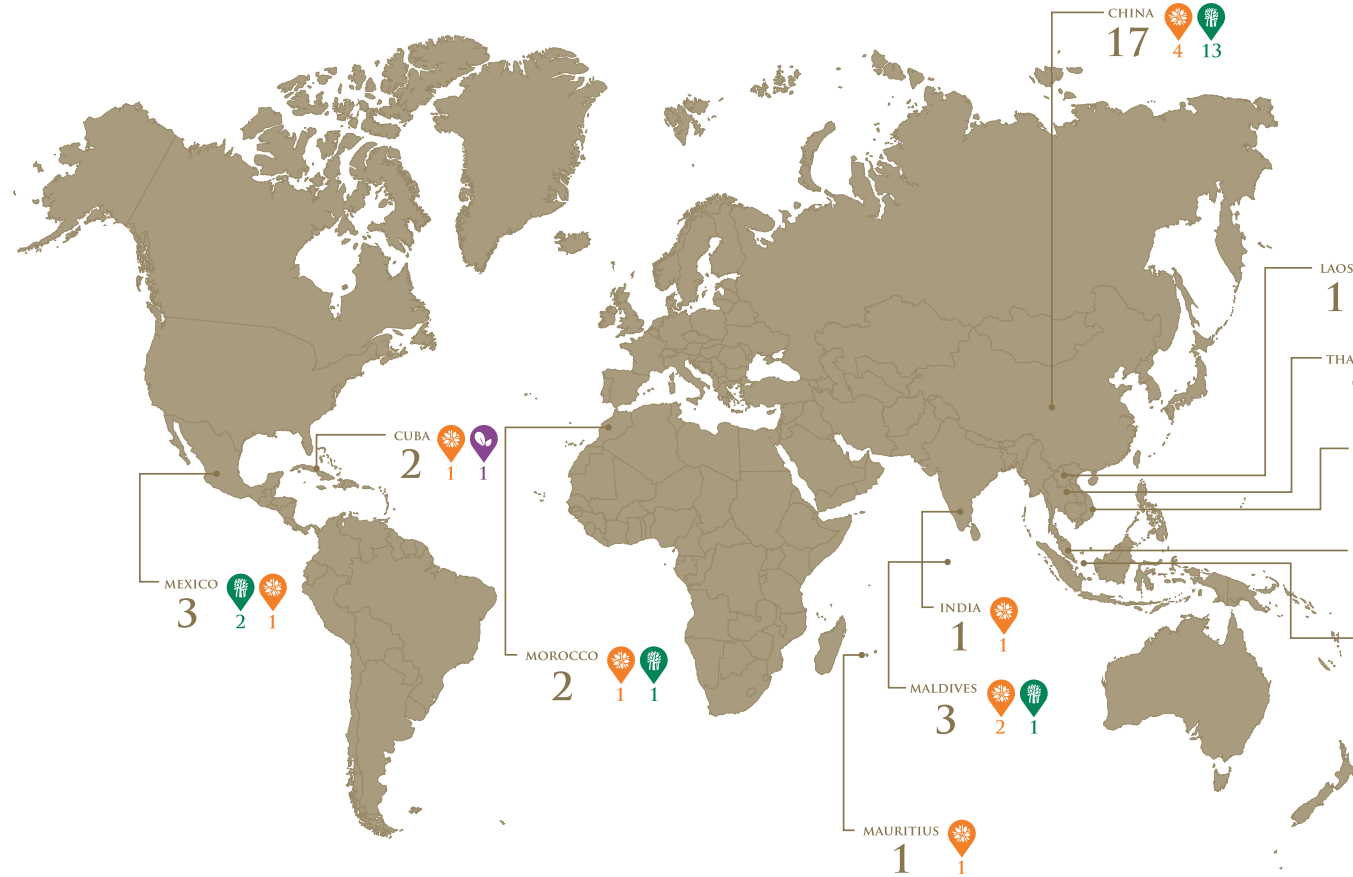 CHINA
17 4 13
LAOS
1
THA
CUBA
2 1 1
MEXICO
3 2 1
MOROCCO
2 1 1
INDIA
1 1
MALDIVES
3 2 1
MAURITIUS
1 1